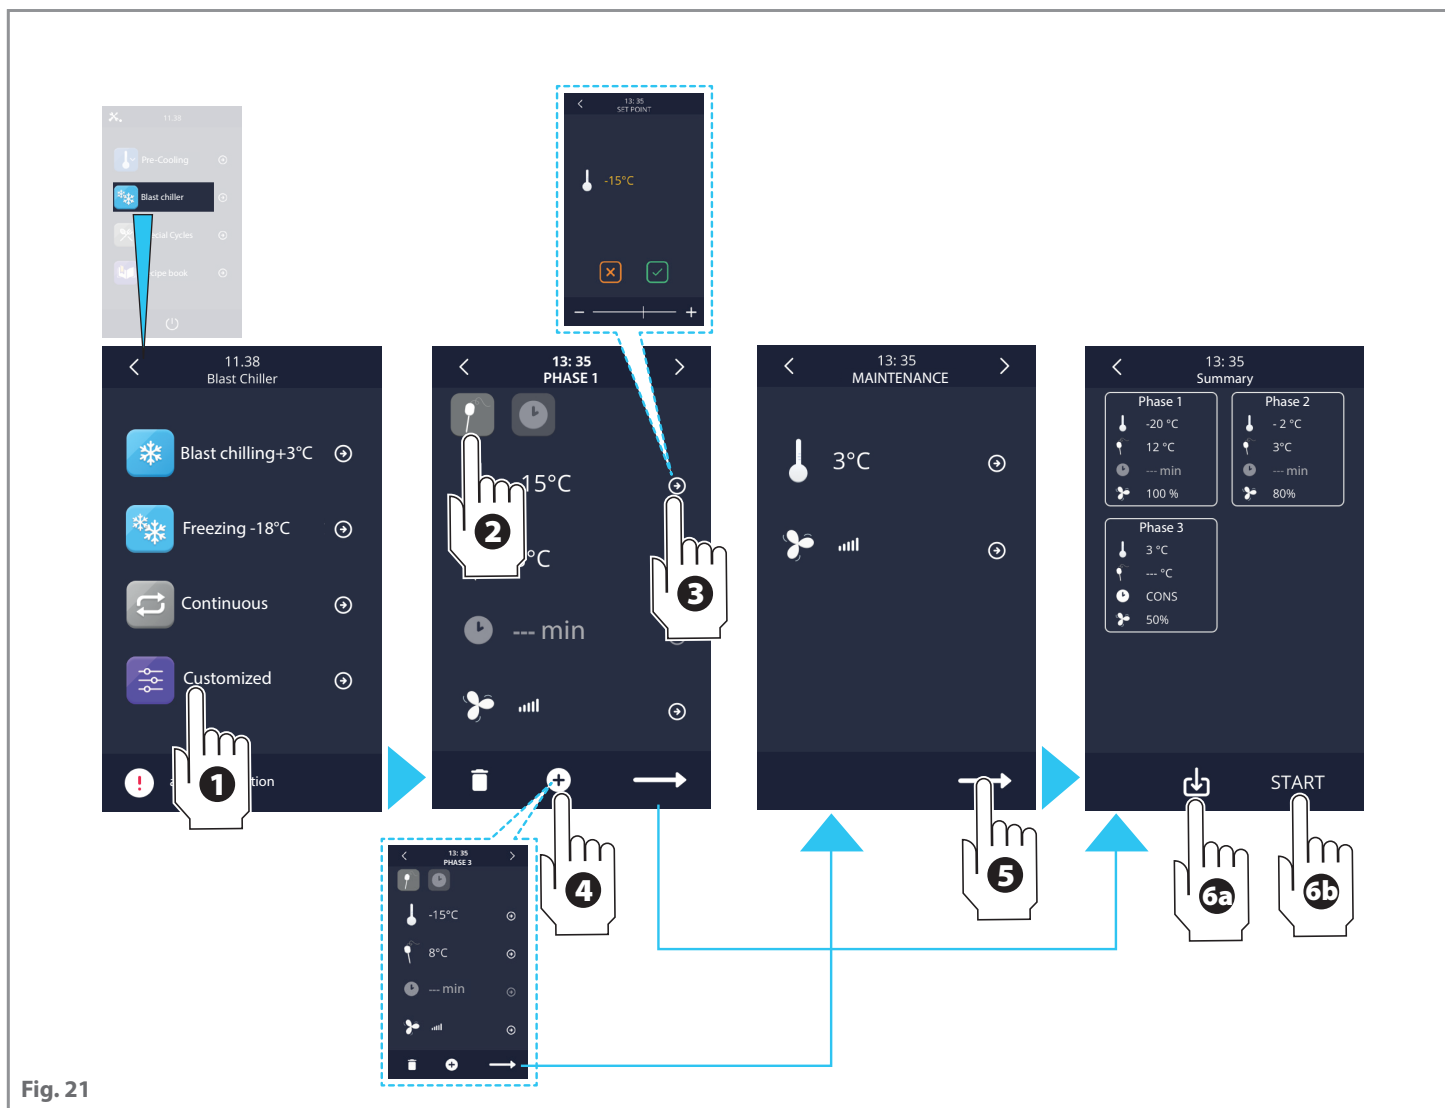 11.38
Pre-Cooling
Blast chiller
Cycles
book
11.38
Blast Chiller
Blast chilling+3°C
Freezing -18°C
Continuous
Customized
1
13: 35
SET POINT
-15°C
- +
13: 35
PHASE 1
15°C
°C
--- min
2
3
4
13: 35
PHASE 3
-15°C
8°C
--- min
13: 35
MAINTENANCE
3°C
5
13: 35
Summary
Phase 1
-20 °C
12 °C
--- min
100 %
Phase 2
- 2 °C
3°C
--- min
80%
Phase 3
3 °C
--- °C
CONS
50%
START
6a
6b
Fig. 21